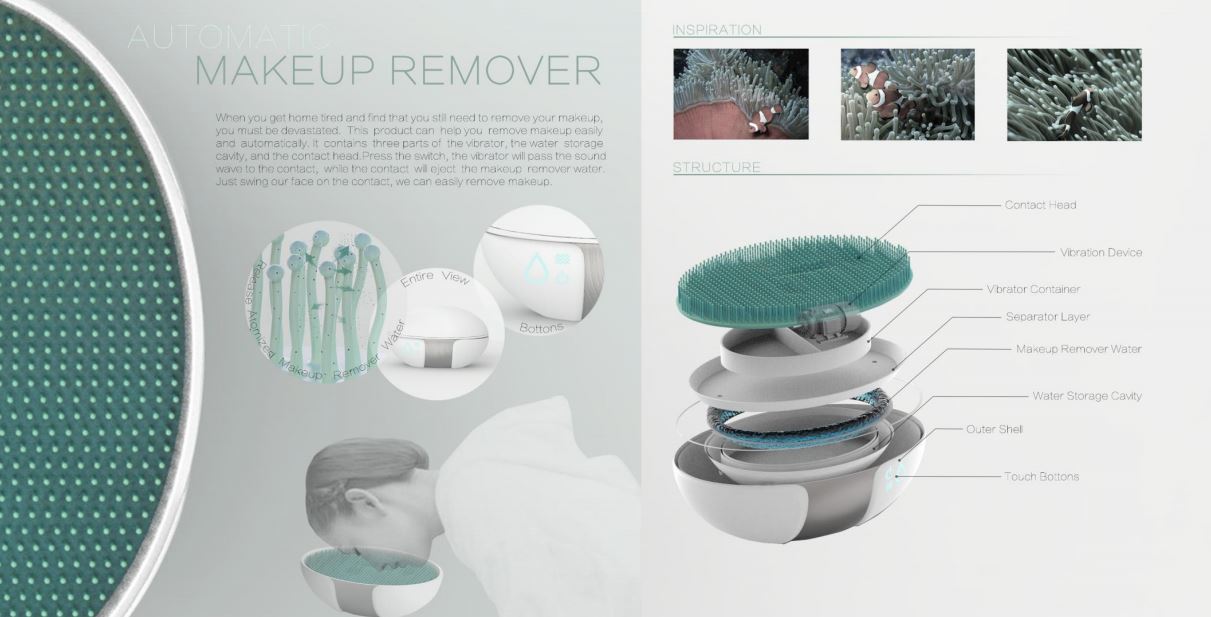 AUTOMATIC
MAKEUP REMOVER
When you get home tired and find that you still need to remove your makeup,
you must be devastated. This product can help you remove makeup easily
and automatically. It contains three parts of the vibrator, the water storage
cavity, and the contact head.Press the switch, the vibrator will pass the sound
wave to the contact, while the contact will eject the makeup remover water.
Just swing our face on the contact, we can easily remove makeup.
Release Atomized Makeup Remover Water
Entire View
Bottons
INSPIRATION
STRUCTURE
Contact Head
Vibration Device
Vibrator Container
Separator Layer
Makeup Remover Water
Water Storage Cavity
Outer Shell
Touch Bottons